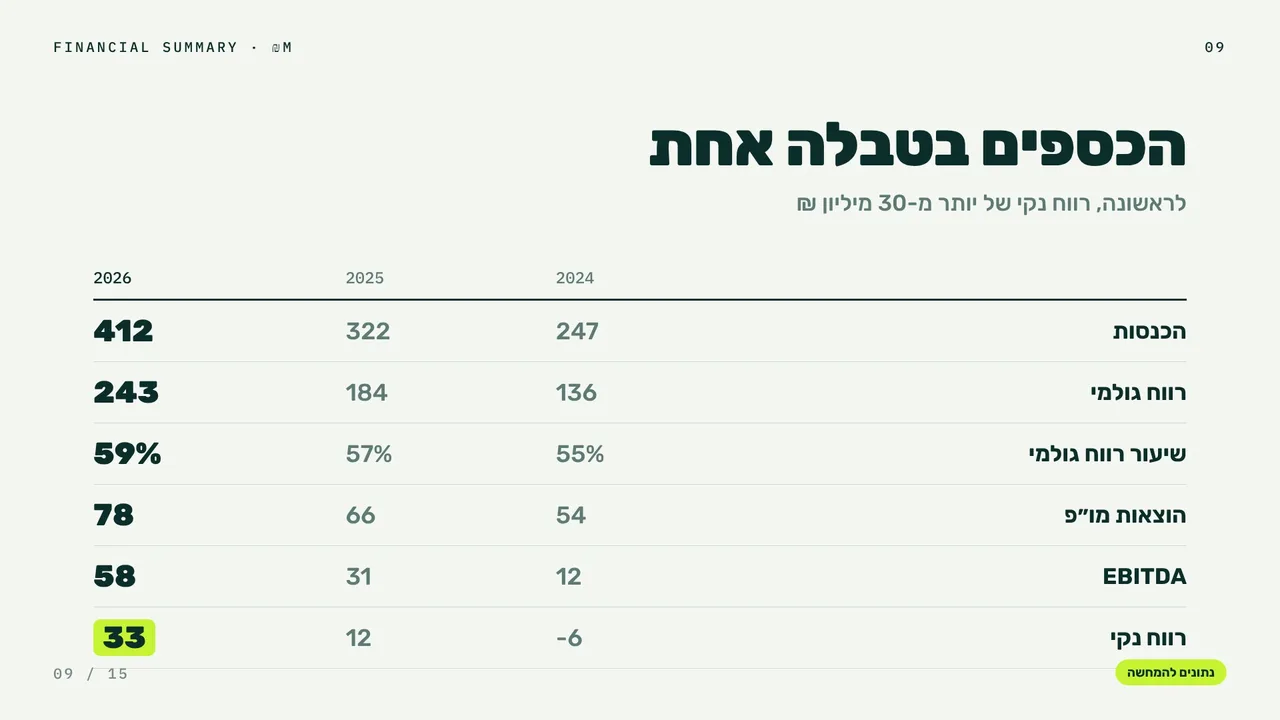 FINANCIAL SUMMARY · ₪M
09
הכספים בטבלה אחת
לראשונה, רווח נקי של יותר מ-30 מיליון ₪
2024 2025 2026
הכנסות 247 322 412
רווח גולמי 136 184 243
שיעור רווח גולמי 55% 57% 59%
הוצאות מו״פ 54 66 78
EBITDA 12 31 58
רווח נקי -6 12 33
נתונים להמחשה
09 / 15